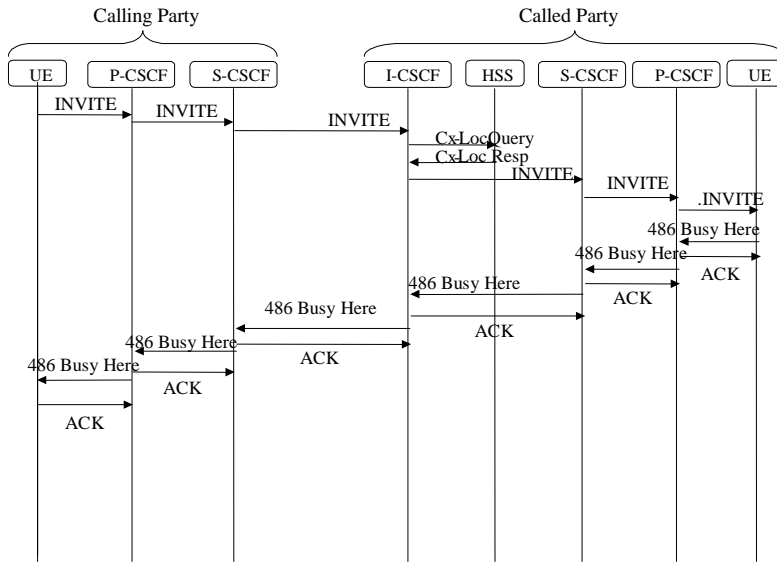 Calling Party
Called Party
UE
P-CSCF
S-CSCF
I-CSCF
HSS
S-CSCF
P-CSCF
UE
INVITE
INVITE
INVITE
Cx-LocQuery
Cx-Loc Resp
INVITE
INVITE
.INVITE
486 Busy Here
ACK
486 Busy Here
ACK
486 Busy Here
ACK
486 Busy Here
ACK
486 Busy Here
ACK
486 Busy Here
ACK